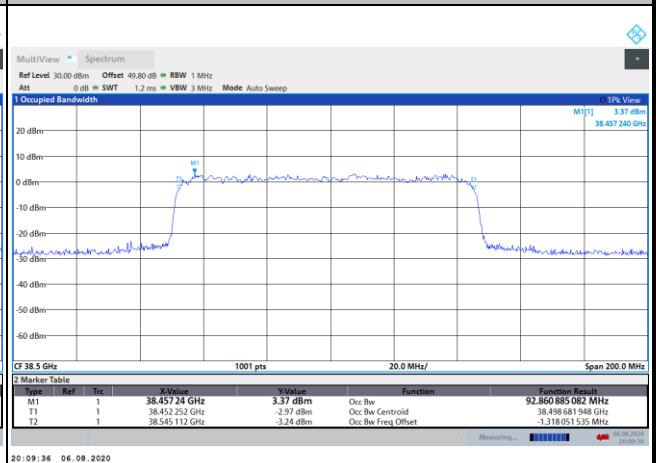 MultiView Spectrum
Ref Level 30.00 dBm Offset 49.80 dB RBW 1 MHz
Att 0 dB SWT 1.2 ms VBW 3 MHz Mode Auto Sweep
1 Occupied Bandwidth 1Pk View
M1[1] 3.37 dBm
38.457 240 GHz
20 dBm
10 dBm
M1
T1 T2
0 dBm
-10 dBm
-20 dBm
-30 dBm
-40 dBm
-50 dBm
-60 dBm
CF 38.5 GHz 1001 pts 20.0 MHz/ Span 200.0 MHz
2 Marker Table
Type Ref Trc X-Value Y-Value Function Function Result
M1 1 38.45724 GHz 3.37 dBm Occ Bw 92.860 885 082 MHz
T1 1 38.452 252 GHz -2.97 dBm Occ Bw Centroid 38.498 681 948 GHz
T2 1 38.545 112 GHz -3.24 dBm Occ Bw Freq Offset -1.318 051 535 MHz
Measuring... 06.08.2020
20:09:36
20:09:36 06.08.2020